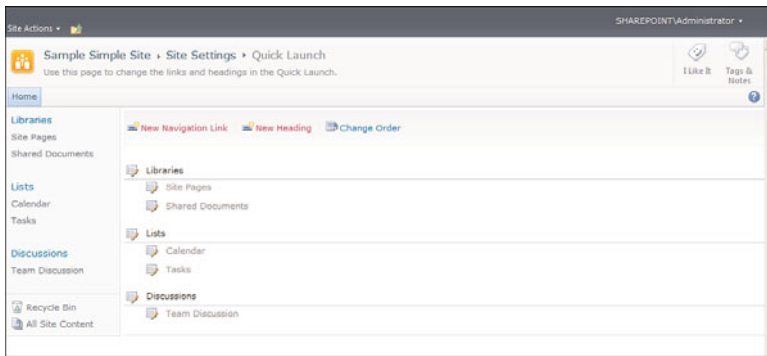 Site Actions
SHAREPOINT\Administrator
Sample Simple Site › Site Settings › Quick Launch
Use this page to change the links and headings in the Quick Launch.
I Like It
Tags &
Notes
Home
Libraries
Site Pages
Shared Documents
Lists
Calendar
Tasks
Discussions
Team Discussion
Recycle Bin
All Site Content
New Navigation Link New Heading Change Order
Libraries
Site Pages
Shared Documents
Lists
Calendar
Tasks
Discussions
Team Discussion